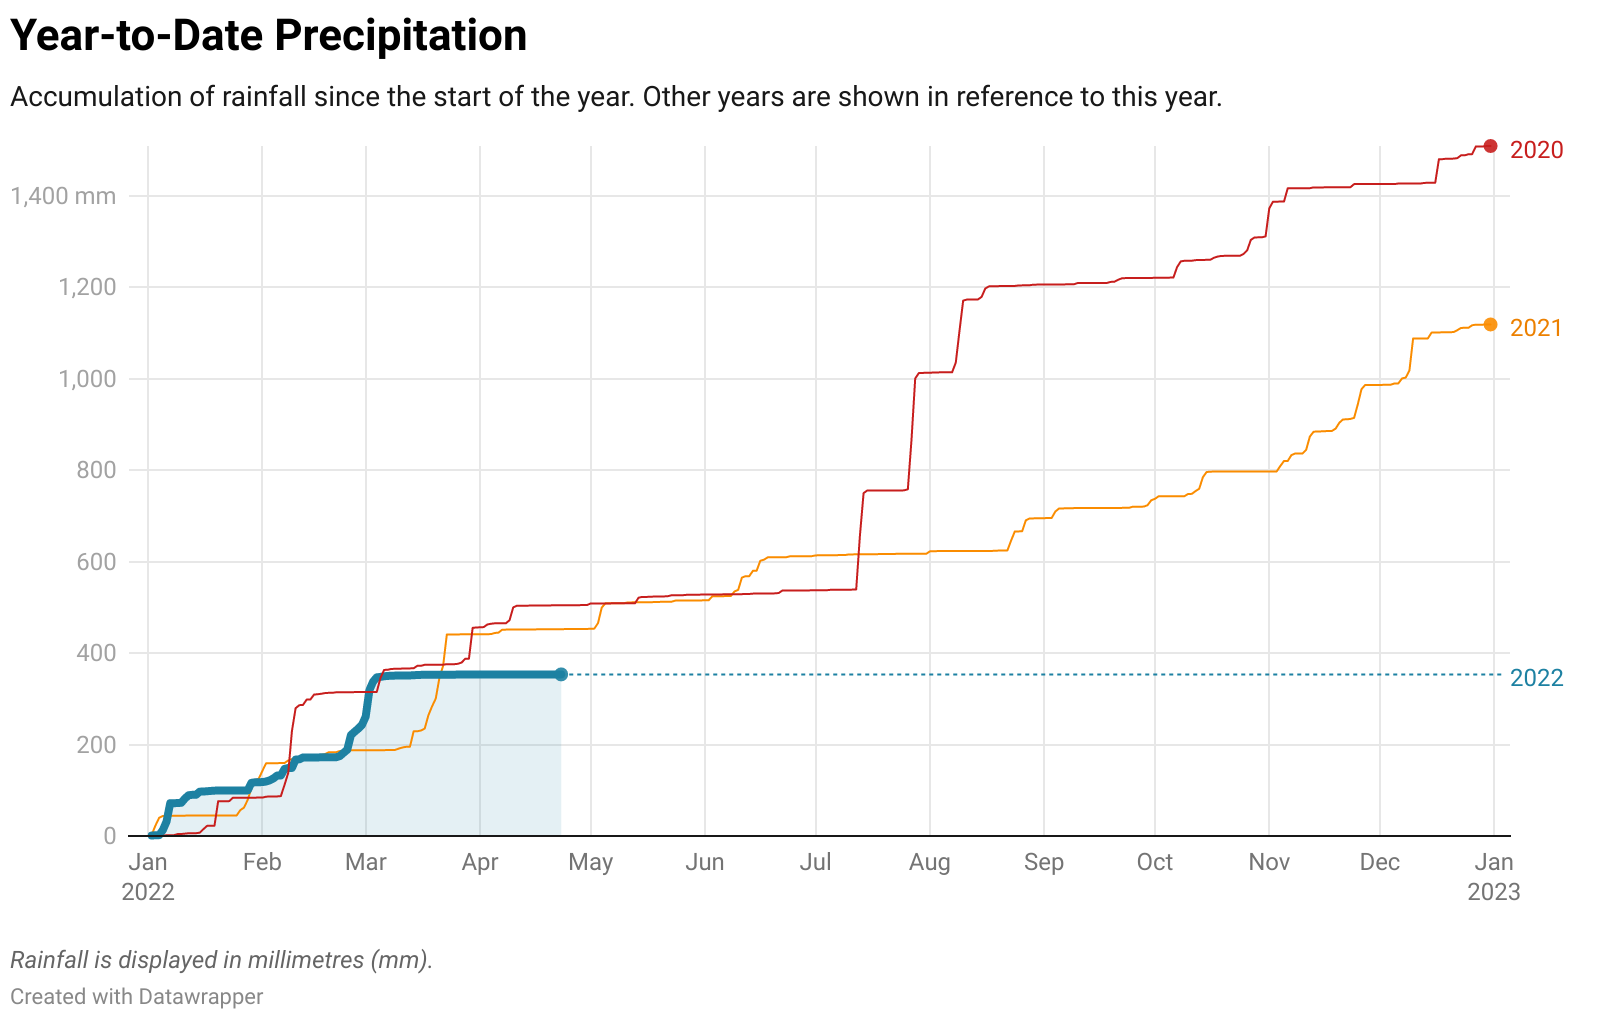 Year-to-Date Precipitation
Accumulation of rainfall since the start of the year. Other years are shown in reference to this year.
2020
1,400 mm
1,200
2021
1,000
800
600
400
2022
200
0
Jan Feb Mar Apr May Jun Jul Aug Sep Oct Nov Dec Jan
2022 2023
Rainfall is displayed in millimetres (mm).
Created with Datawrapper